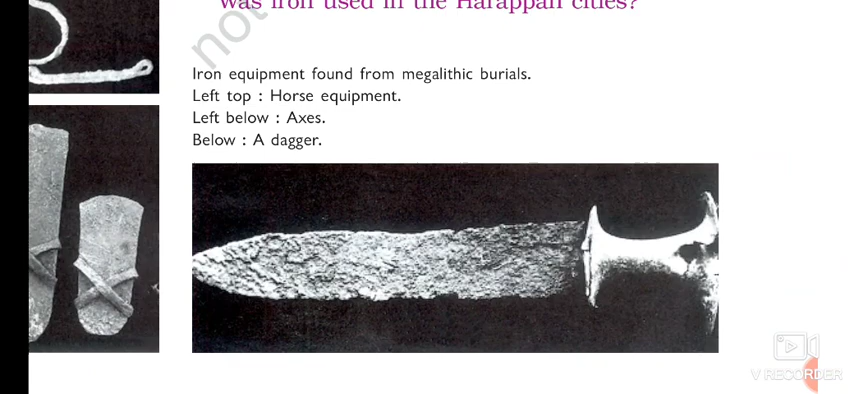 was iron used in the Harappan cities?
not
Iron equipment found from megalithic burials.
Left top : Horse equipment.
Left below : Axes.
Below : A dagger.
V RECORDER